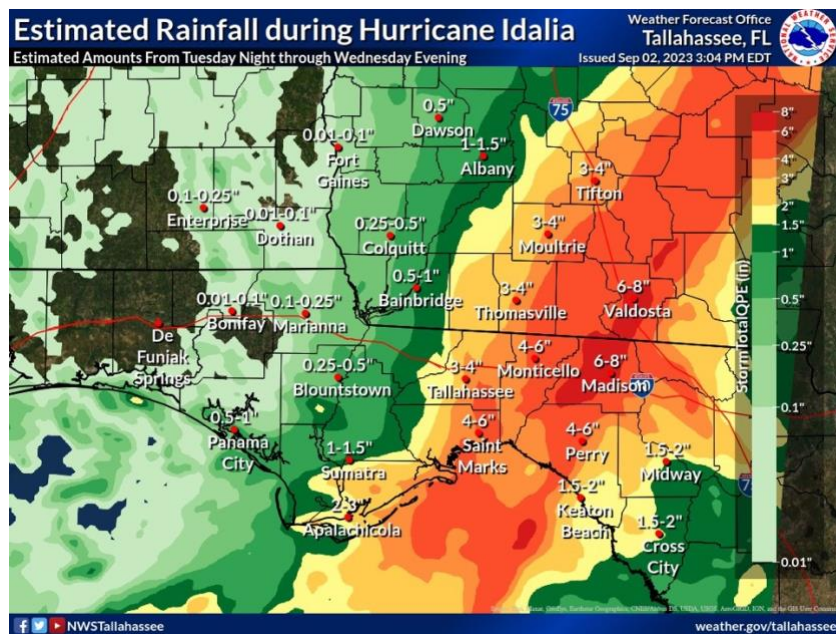 Estimated Rainfall during Hurricane Idalia
Estimated Amounts From Tuesday Night through Wednesday Evening
Weather Forecast Office
Tallahassee, FL
Issued Sep 02, 2023 3:04 PM EDT
NATIONAL WEATHER SERVICE
0.5"
Dawson
75
0.01-0.1"
Fort
Gaines
1-1.5"
Albany
3-4"
Tifton
0.1-0.25"
Enterprise
0.01-0.1"
Dothan
0.25-0.5"
Colquitt
3-4"
Moultrie
0.5-1"
Bainbridge
3-4"
Thomasville
6-8"
Valdosta
0.01-0.1"
Bonifay
0.1-0.25"
Marianna
De
Funiak
Springs
0.25-0.5"
Blountstown
3-4"
Tallahassee
4-6"
Monticello
6-8"
Madison
10
0.5-1"
Panama
City
1-1.5"
Sumatra
4-6"
Saint
Marks
4-6"
Perry
1.5-2"
Midway
2-3"
Apalachicola
1.5-2"
Keaton
Beach
1.5-2"
Cross
City
StormTotalQPE (in)
8"
6"
4"
3"
2"
1.5"
1"
0.5"
0.25"
0.1"
0.01"
NWSTallahassee
weather.gov/tallahassee